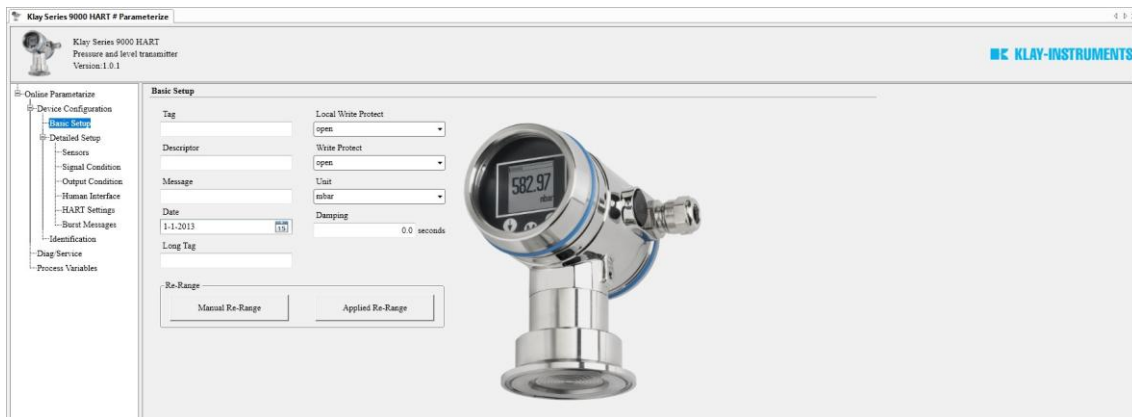 Klay Series 9000 HART # Parameterize
Klay Series 9000 HART
Pressure and level transmitter
Version:1.0.1
KLAY-INSTRUMENTS
Online Parametarize
Device Configuration
Basic Setup
Detailed Setup
Sensors
Signal Condition
Output Condition
Human Interface
HART Settings
Burst Messages
Identification
Diag/Service
Process Variables
Basic Setup
Tag
Descriptor
Message
Date
1-1-2013
15
Long Tag
Local Write Protect
open
Write Protect
open
Unit
mbar
Damping
0.0 seconds
Re-Range
Manual Re-Range
Applied Re-Range
582.97
mbar